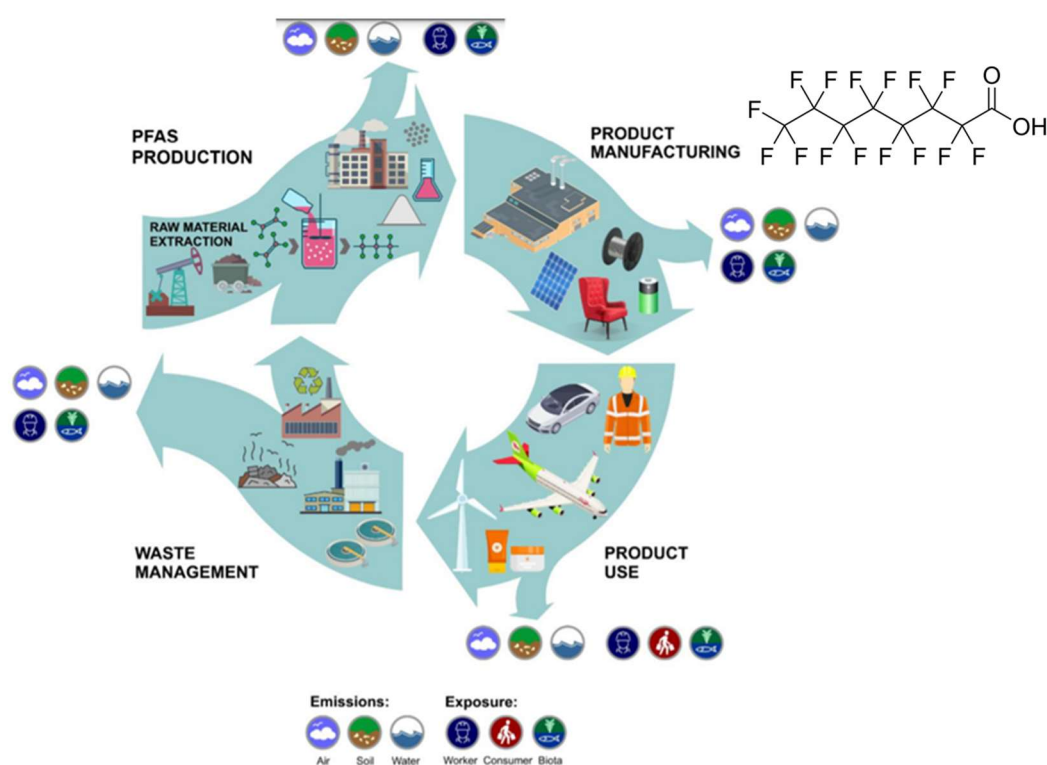 PFAS
PRODUCTION
RAW MATERIAL
EXTRACTION
PRODUCT
MANUFACTURING
F F F F F F O
F
OH
F F F F F F F F
WASTE
MANAGEMENT
PRODUCT
USE
Emissions: Exposure:
Air Soil Water Worker Consumer Biota